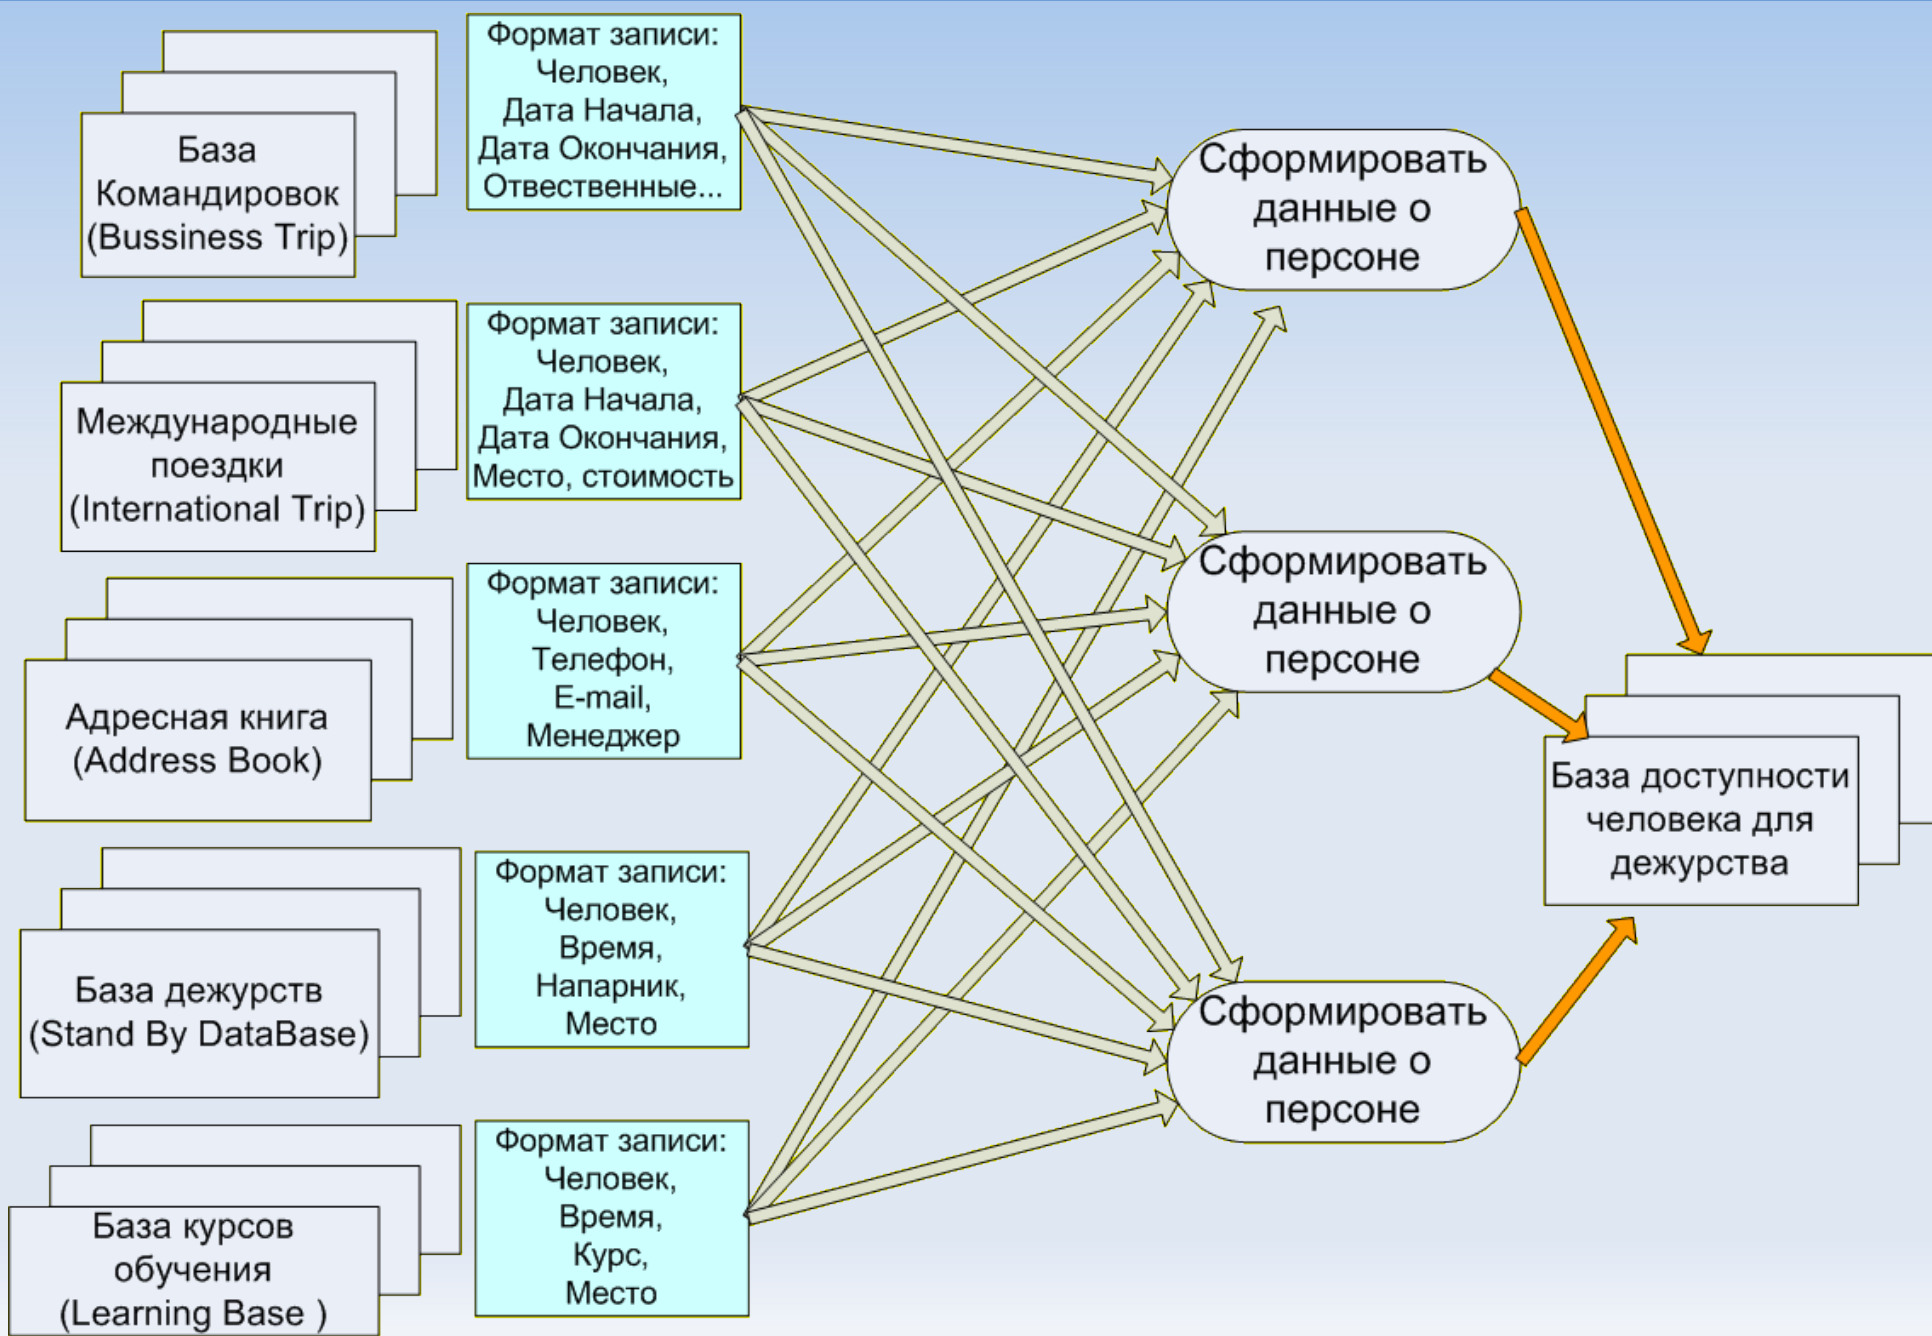 База
Командировок
(Bussiness Trip)
Формат записи:
Человек,
Дата Начала,
Дата Окончания,
Отвественные...
Международные
поездки
(International Trip)
Формат записи:
Человек,
Дата Начала,
Дата Окончания,
Место, стоимость
Адресная книга
(Address Book)
Формат записи:
Человек,
Телефон,
E-mail,
Менеджер
База дежурств
(Stand By DataBase)
Формат записи:
Человек,
Время,
Напарник,
Место
База курсов
обучения
(Learning Base )
Формат записи:
Человек,
Время,
Курс,
Место
Сформировать
данные о
персоне
Сформировать
данные о
персоне
Сформировать
данные о
персоне
База доступности
человека для
дежурства